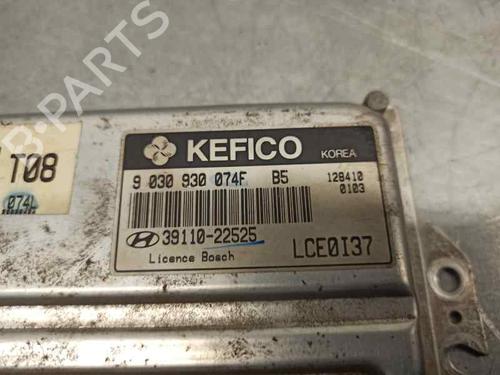 KEFICO KOREA
9 030 930 074F B5 128410
0103
39110-22525 LCE0I37
Licence Bosch
T08
074L
B-PARTS